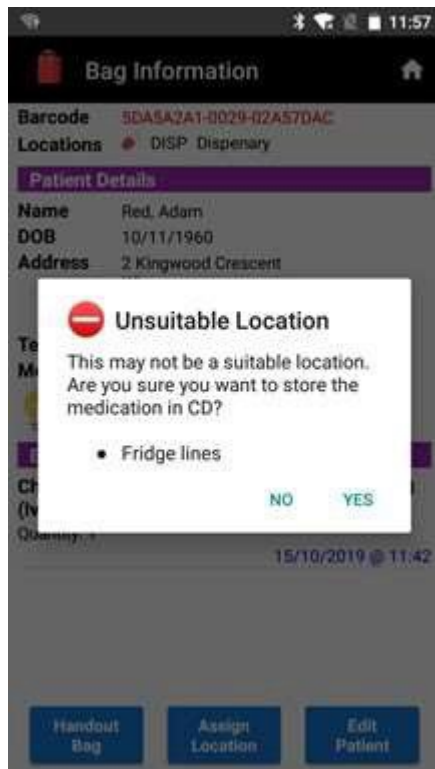 11:57
Bag Information
Barcode 5DA5A2A1-0029-02A57DAC
Locations DISP Dispenary
Patient Details
Name Red, Adam
DOB 10/11/1960
Address 2 Kingwood Crescent
Unsuitable Location
This may not be a suitable location.
Are you sure you want to store the
medication in CD?
• Fridge lines
NO YES
Quantity: 1
15/10/2019 @ 11:42
Handout Assign Edit
Bag Location Patient